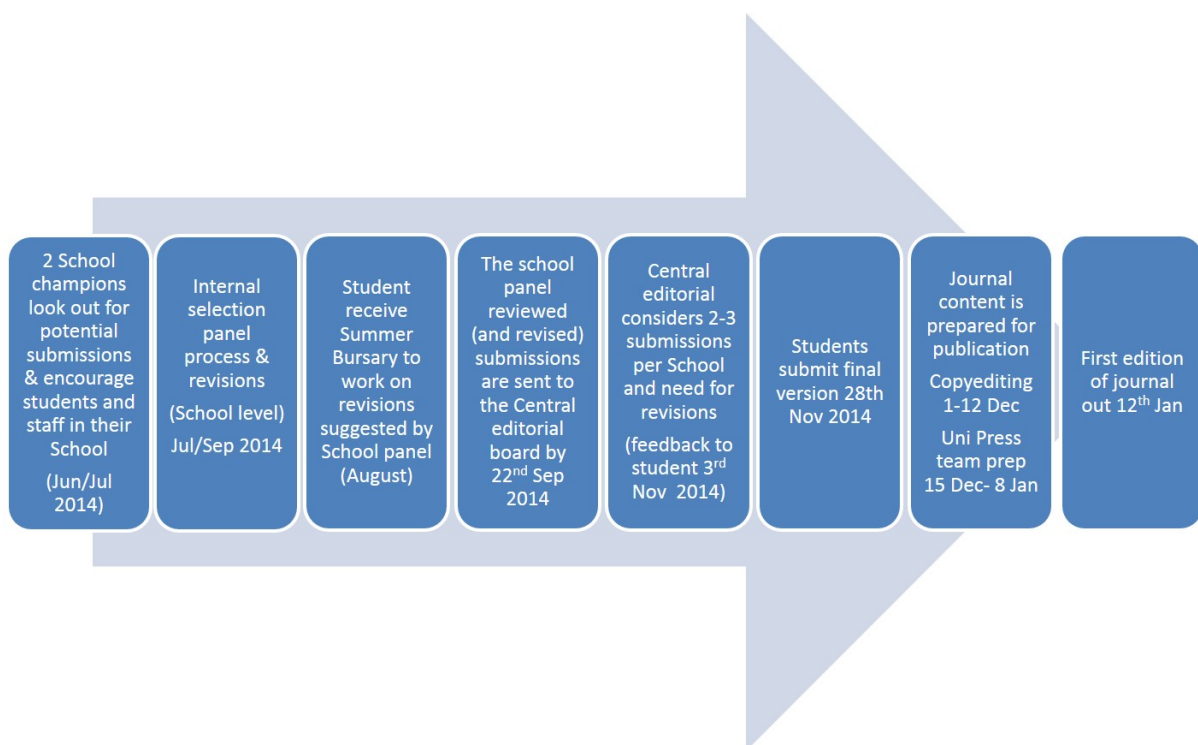 2 School
champions
look out for
potential
submissions
& encourage
students and
staff in their
School
(Jun/Jul
2014)
Internal
selection
panel
process &
revisions
(School level)
Jul/Sep 2014
Student
receive
Summer
Bursary to
work on
revisions
suggested by
School panel
(August)
The school
panel
reviewed
(and revised)
submissions
are sent to
the Central
editorial
board by
22nd Sep
2014
Central
editorial
considers 2-3
submissions
per School
and need for
revisions
(feedback to
student 3rd
Nov 2014)
Students
submit final
version 28th
Nov 2014
Journal
content is
prepared for
publication
Copyediting
1-12 Dec
Uni Press
team prep
15 Dec- 8 Jan
First edition
of journal
out 12th Jan